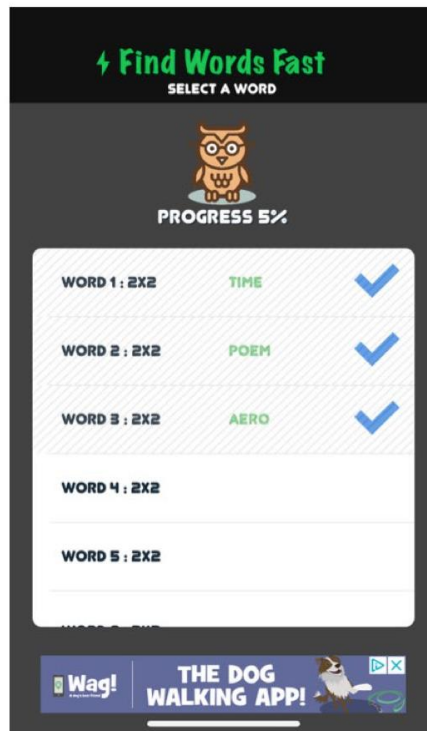 Find Words Fast
SELECT A WORD
PROGRESS 5%
WORD 1 : 2X2 TIME
WORD 2 : 2X2 POEM
WORD 3 : 2X2 AERO
WORD 4 : 2X2
WORD 5 : 2X2
Wag!
THE DOG
WALKING APP!